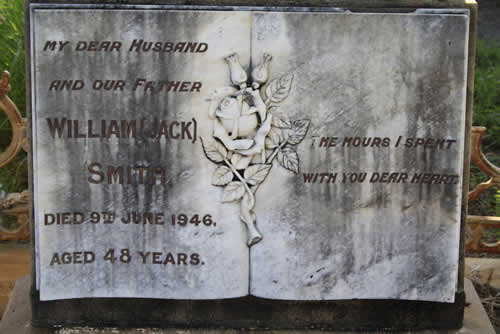 MY DEAR HUSBAND
AND OUR FATHER
WILLIAM (JACK)
SMITH.
DIED 9TH JUNE 1946.
AGED 48 YEARS.
THE HOURS I SPENT
WITH YOU DEAR HEART.